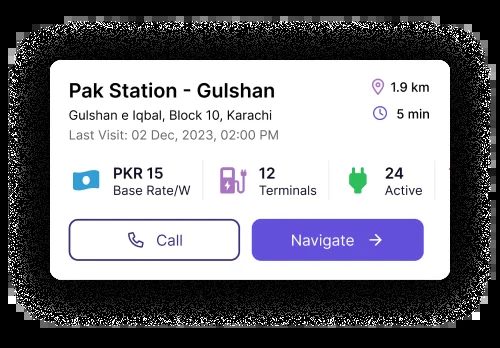 Pak Station - Gulshan
1.9 km
Gulshan e Iqbal, Block 10, Karachi
5 min
Last Visit: 02 Dec, 2023, 02:00 PM
PKR 15
Base Rate/W
12
Terminals
24
Active
Call
Navigate